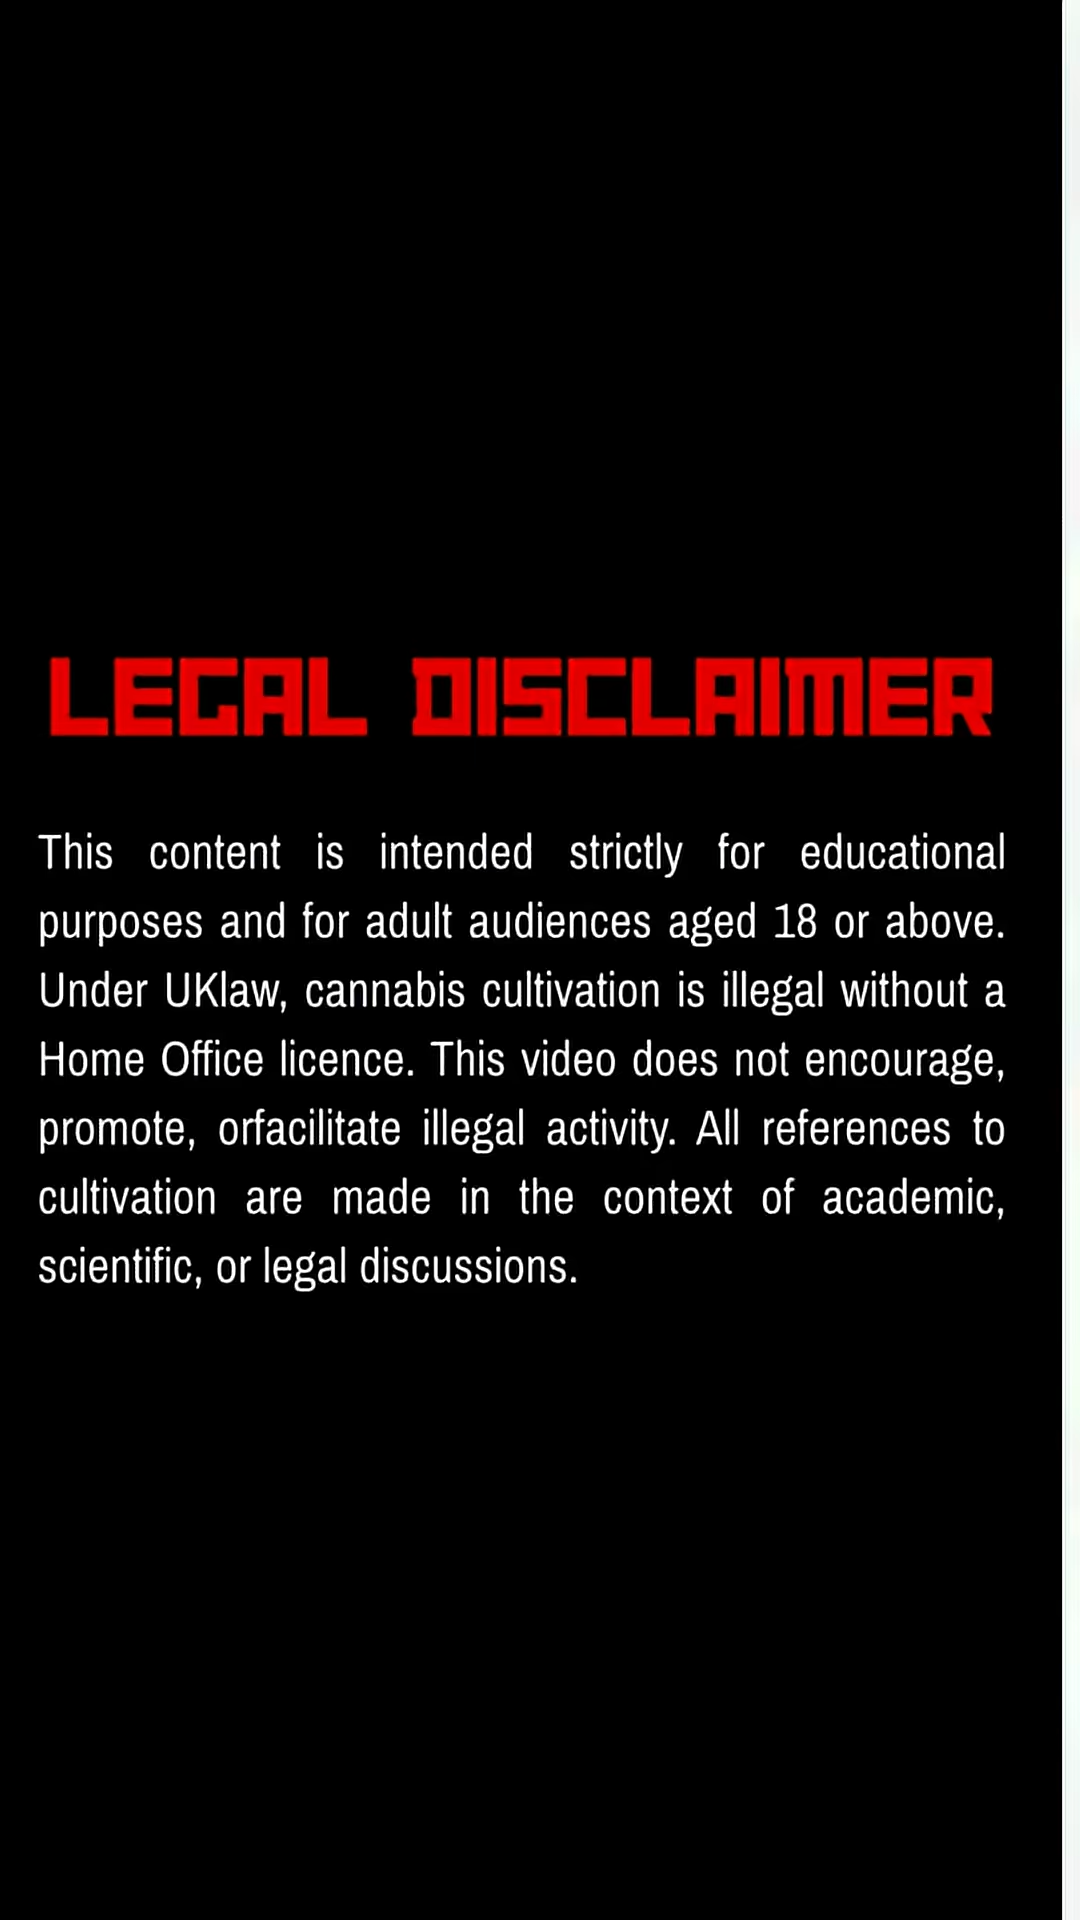 LEGAL DISCLAIMER
This content is intended strictly for educational
purposes and for adult audiences aged 18 or above.
Under UKlaw, cannabis cultivation is illegal without a
Home Office licence. This video does not encourage,
promote, orfacilitate illegal activity. All references to
cultivation are made in the context of academic,
scientific, or legal discussions.